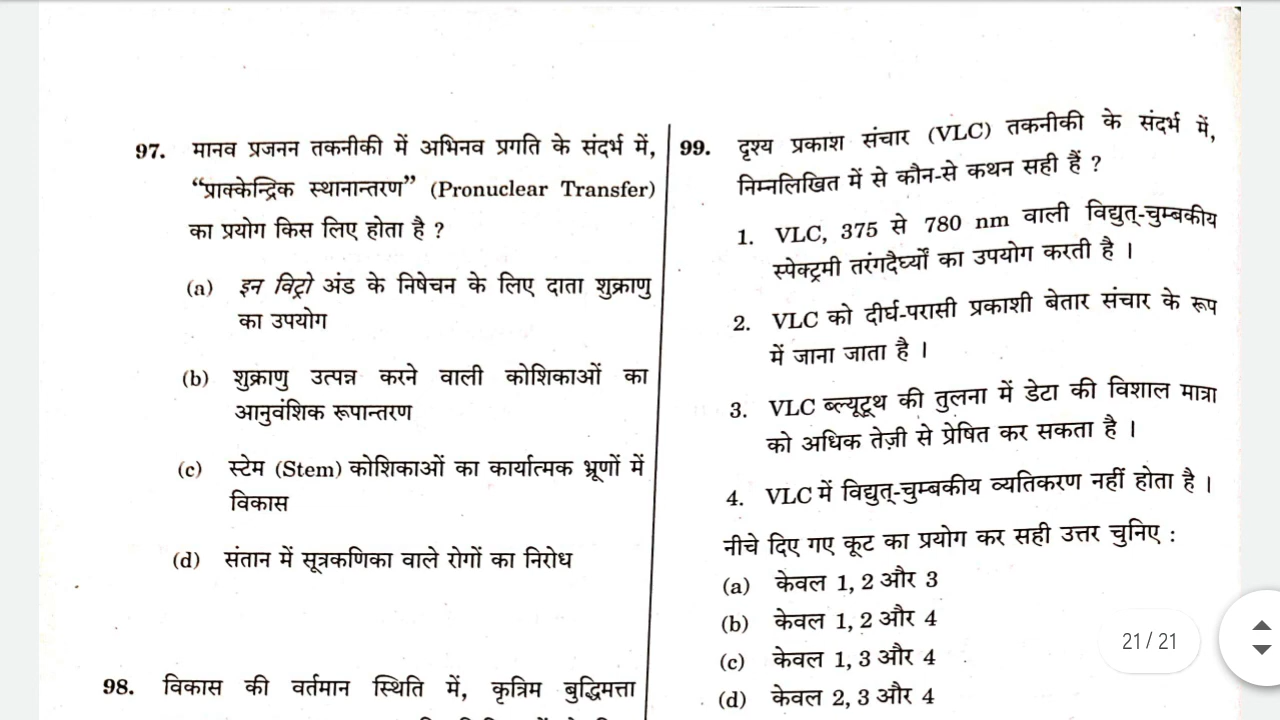 97. मानव प्रजनन तकनीकी में अभिनव प्रगति के संदर्भ में,
“प्राक्केन्द्रिक स्थानान्तरण” (Pronuclear Transfer)
का प्रयोग किस लिए होता है ?
(a) इन विट्रो अंड के निषेचन के लिए दाता शुक्राणु
का उपयोग
(b) शुक्राणु उत्पन्न करने वाली कोशिकाओं का
आनुवंशिक रूपान्तरण
(c) स्टेम (Stem) कोशिकाओं का कार्यात्मक भ्रूणों में
विकास
(d) संतान में सूत्रकणिका वाले रोगों का निरोध
98. विकास की वर्तमान स्थिति में, कृत्रिम बुद्धिमत्ता
99. दृश्य प्रकाश संचार (VLC) तकनीकी के संदर्भ में,
निम्नलिखित में से कौन-से कथन सही हैं ?
1. VLC, 375 से 780 nm वाली विद्युत्-चुम्बकीय
स्पेक्ट्रमी तरंगदैर्घ्यों का उपयोग करती है ।
2. VLC को दीर्घ-परासी प्रकाशी बेतार संचार के रूप
में जाना जाता है ।
3. VLC ब्ल्यूटूथ की तुलना में डेटा की विशाल मात्रा
को अधिक तेज़ी से प्रेषित कर सकता है ।
4. VLC में विद्युत्-चुम्बकीय व्यतिकरण नहीं होता है ।
नीचे दिए गए कूट का प्रयोग कर सही उत्तर चुनिए :
(a) केवल 1, 2 और 3
(b) केवल 1, 2 और 4
(c) केवल 1, 3 और 4
(d) केवल 2, 3 और 4
21 / 21